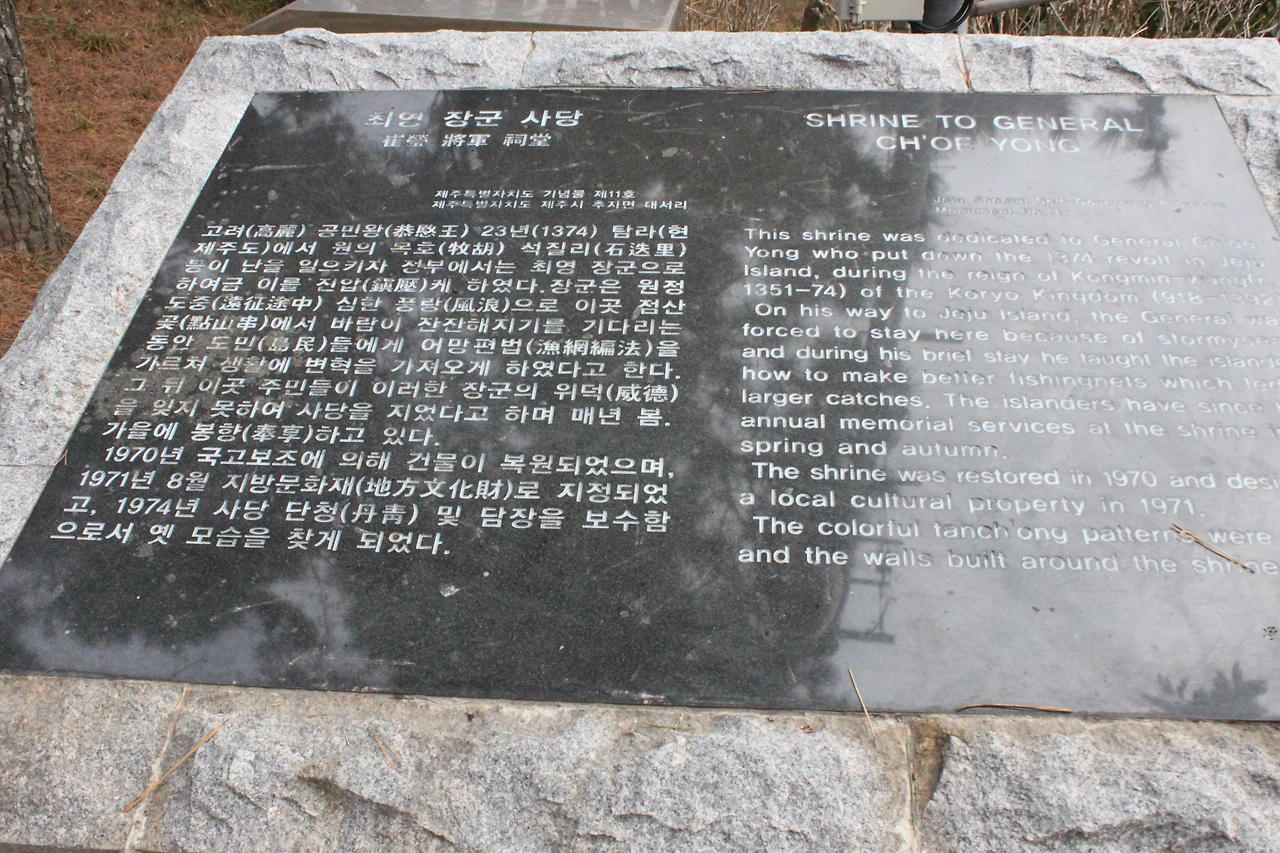 최영 장군 사당
崔瑩 將軍 祠堂
제주특별자치도 기념물 제11호
제주특별자치도 제주시 추자면 대서리
고려(高麗) 공민왕(恭愍王) 23년(1374) 탐라(현
제주도)에서 원의 목호(牧胡) 석질리(石迭里)
등이 난을 일으키자 정부에서는 최영 장군으로
하여금 이를 진압(鎭壓)케 하였다.장군은 원정
도중(遠征途中) 심한 풍랑(風浪)으로 이곳 점산
곶(點山串)에서 바람이 잔잔해지기를 기다리는
동안 도민(島民)들에게 어망편법(漁網編法)을
가르쳐 생활에 변혁을 가져오게 하였다고 한다.
그 뒤 이곳 주민들이 이러한 장군의 위덕(威德)
을 잊지 못하여 사당을 지었다고 하며 매년 봄.
가을에 봉향(奉享)하고 있다.
1970년 국고보조에 의해 건물이 복원되었으며,
1971년 8월 지방문화재(地方文化財)로 지정되었
고, 1974년 사당 단청(丹靑) 및 담장을 보수함
으로서 옛 모습을 찾게 되었다.
SHRINE TO GENERAL
CH'OE YONG
Jeju Special Self-Governing Province
Monument No.11
This shrine was dedicated to General Ch'oe
Yong who put down the 1374 revolt in Jeju
Island, during the reign of Kongmin-wang(r.
1351-74) of the Koryo Kingdom (918-1392
On his way to Jeju Island, the General wa
forced to stay here because of stormysea
and during his brief stay he taught the island
how to make better fishingnets which led
larger catches. The islanders have since
annual memorial services at the shrine i
spring and autumn.
The shrine was restored in 1970 and desi
a local cultural property in 1971.
The colorful tanch'ong patterns were
and the walls built around the shrine